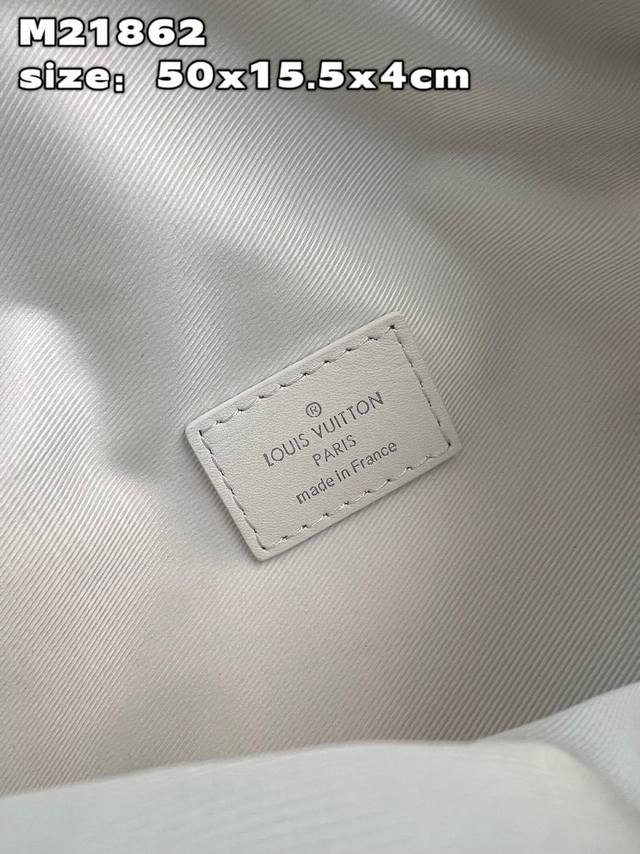 M21862
size：50x15.5x4cm
®
LOUIS VUITTON
PARIS
made in France